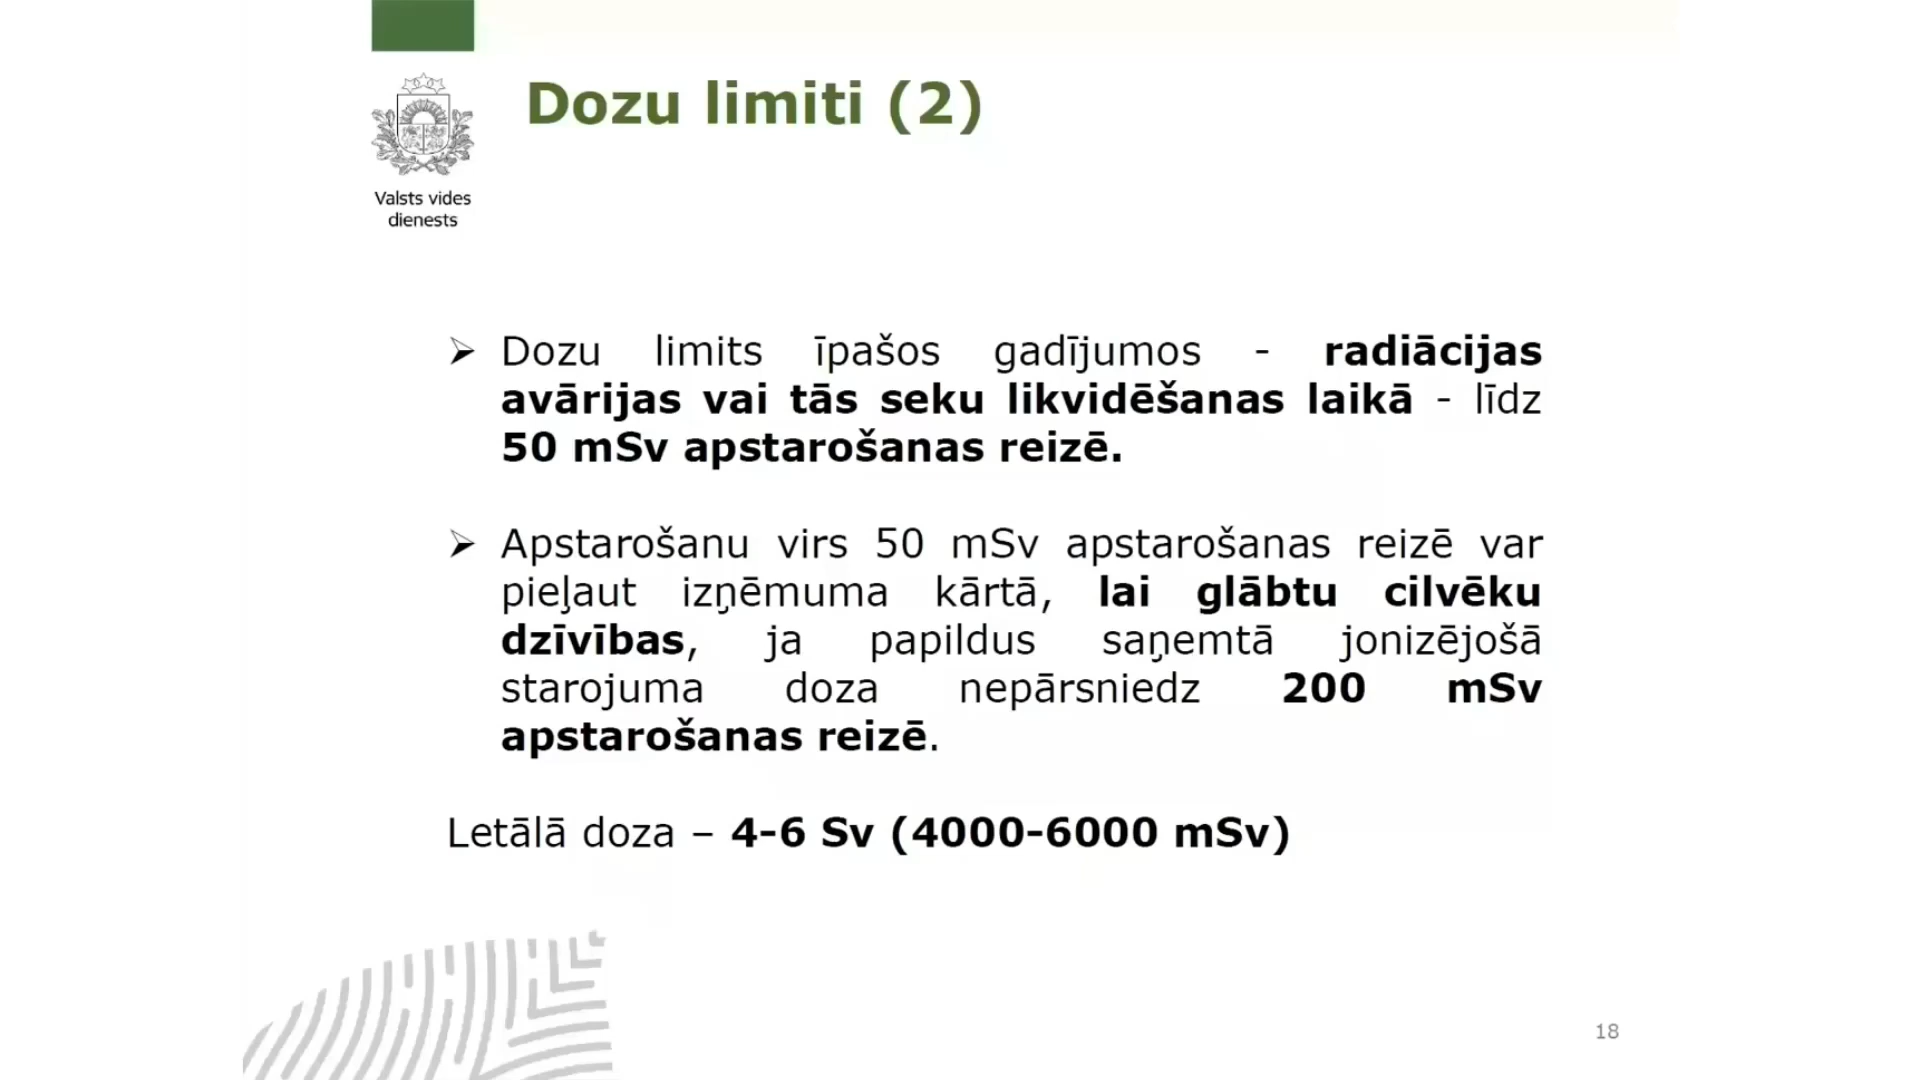 Valsts vides
dienests
Dozu limiti (2)
➢ Dozu limits īpašos gadījumos - radiācijas
avārijas vai tās seku likvidēšanas laikā - līdz
50 mSv apstarošanas reizē.
➢ Apstarošanu virs 50 mSv apstarošanas reizē var
pieļaut izņēmuma kārtā, lai glābtu cilvēku
dzīvības, ja papildus saņemtā jonizējošā
starojuma doza nepārsniedz 200 mSv
apstarošanas reizē.
Letālā doza – 4-6 Sv (4000-6000 mSv)
18